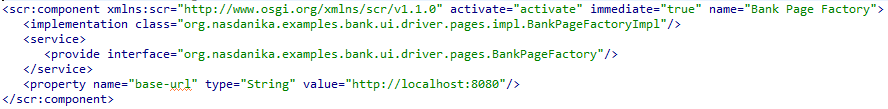 <scr:component xmlns:scr="http://www.osgi.org/xmlns/scr/v1.1.0" activate="activate" immediate="true" name="Bank Page Factory">
<implementation class="org.nasdanika.examples.bank.ui.driver.pages.impl.BankPageFactoryImpl"/>
<service>
<provide interface="org.nasdanika.examples.bank.ui.driver.pages.BankPageFactory"/>
</service>
<property name="base-url" type="String" value="http://localhost:8080"/>
</scr:component>